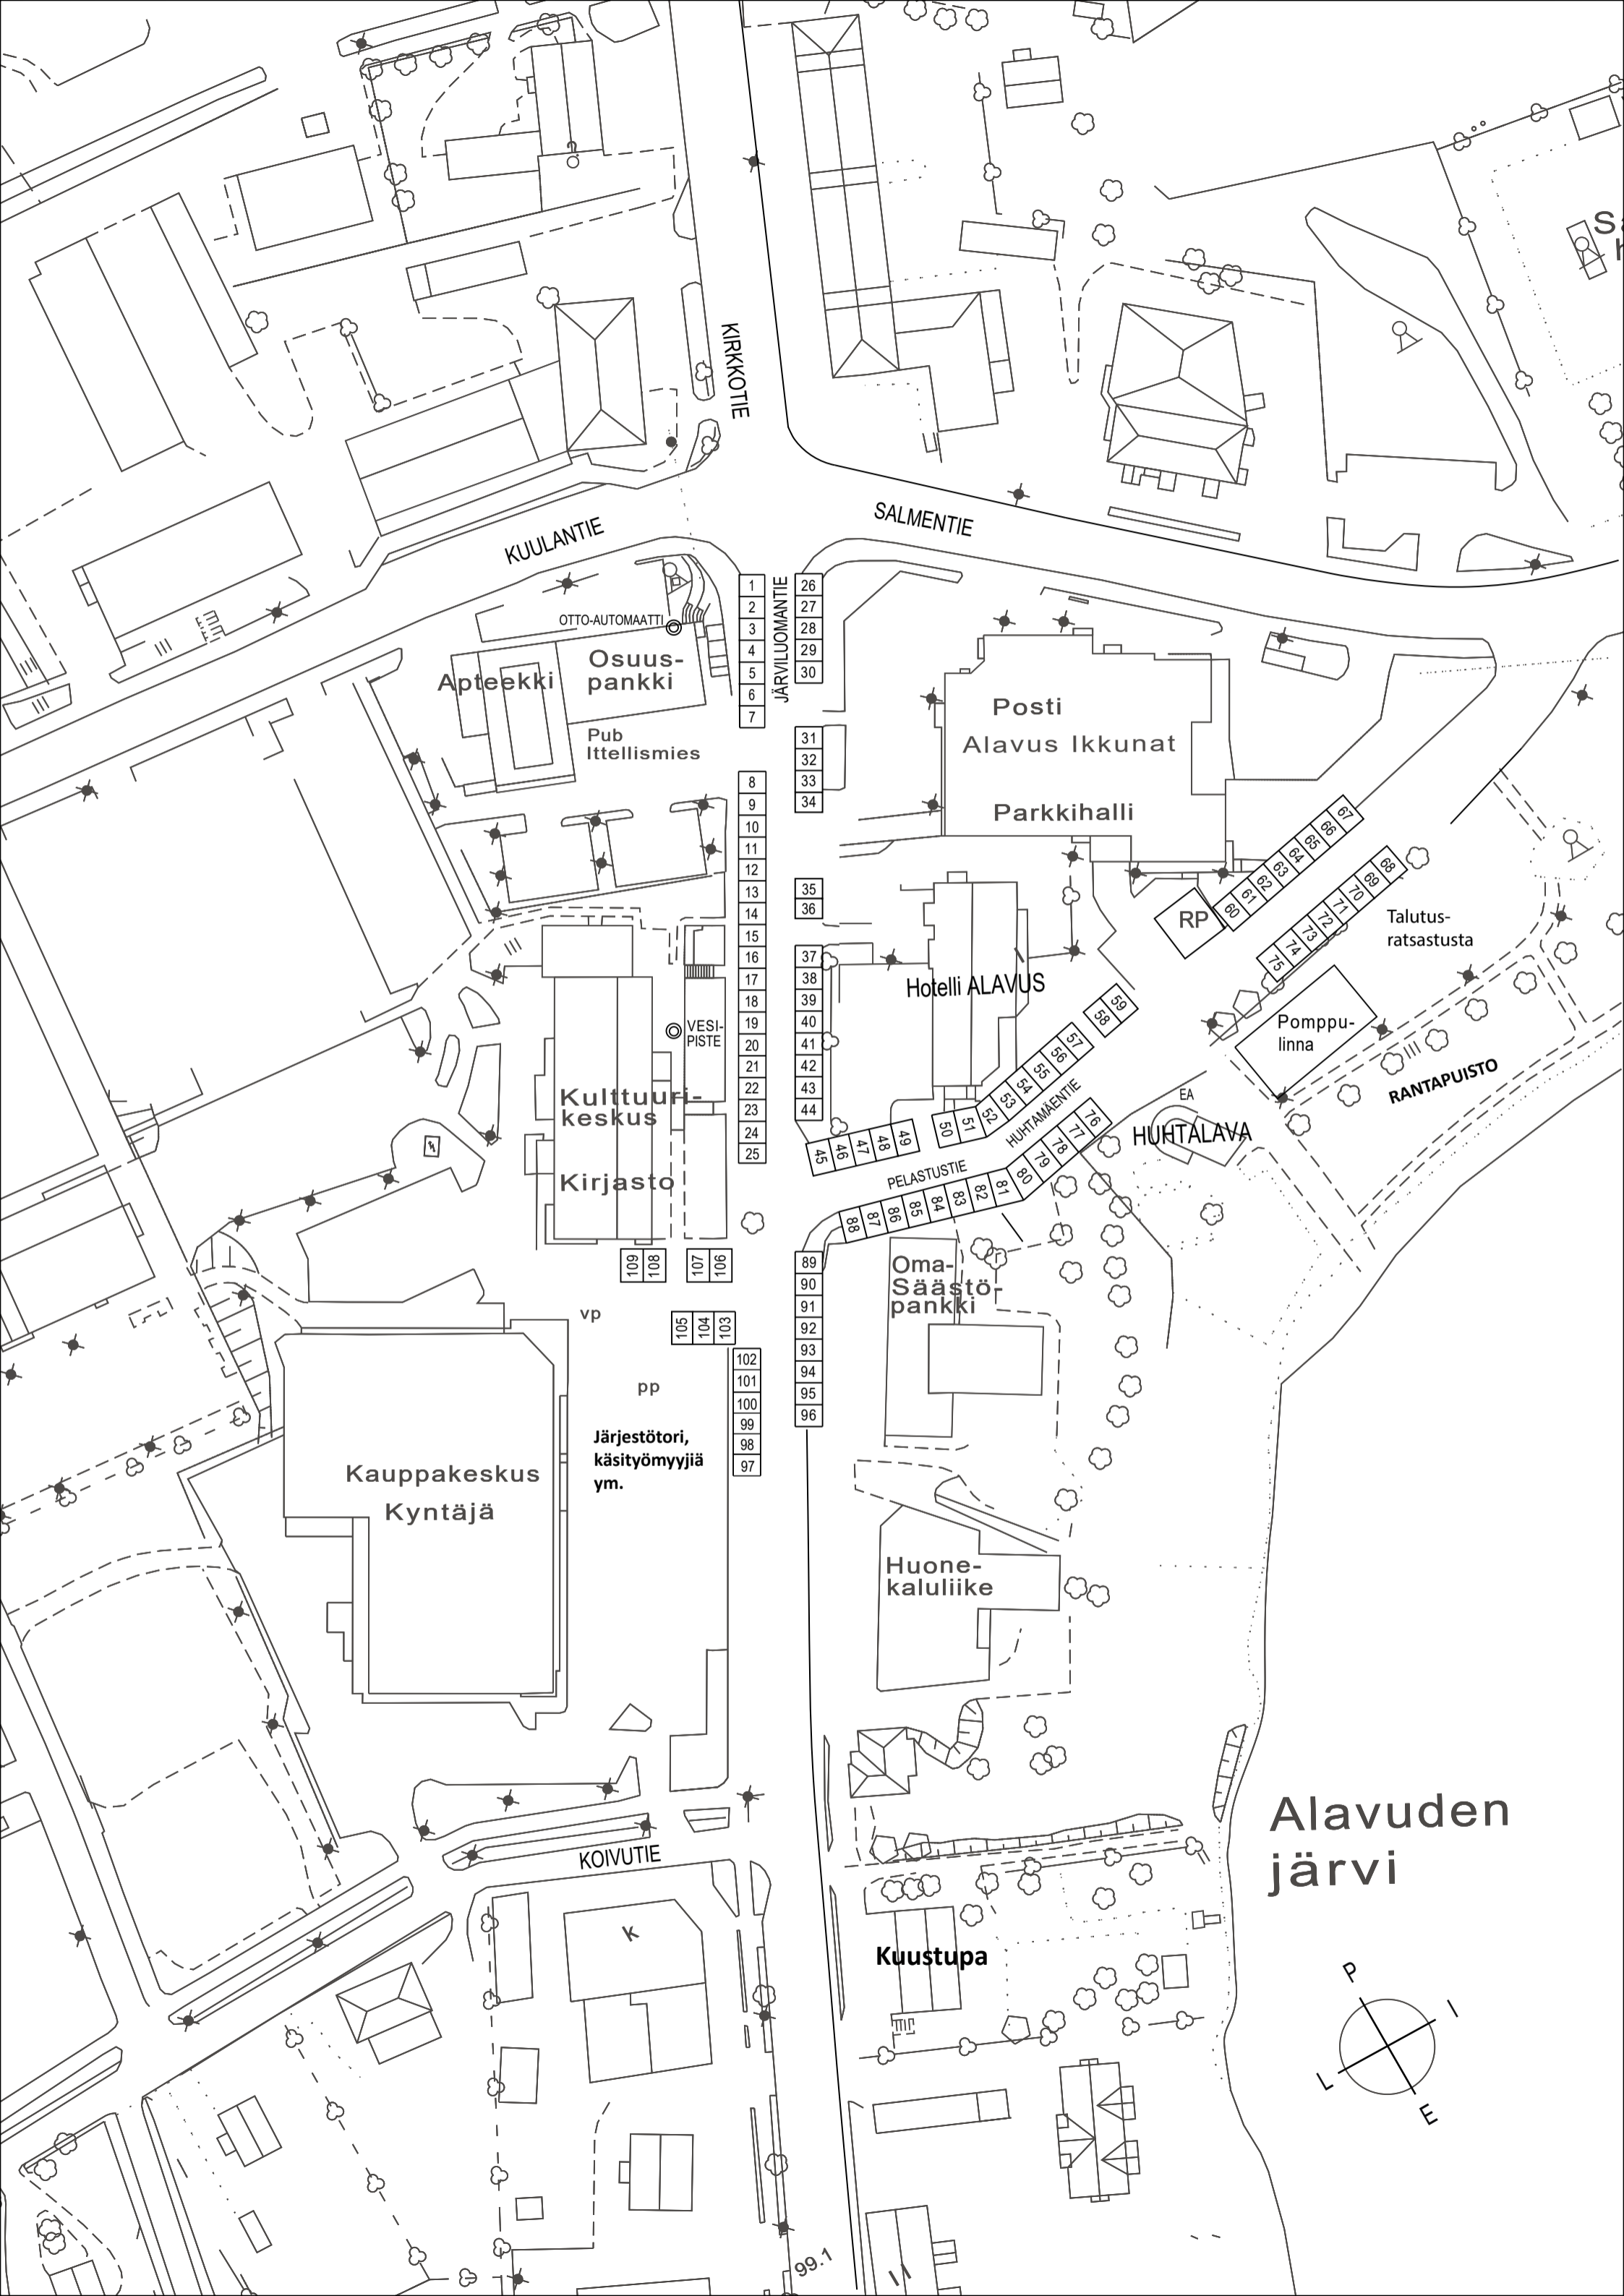 KIRKKOTIE
SALMENTIE
KUULANTIE
JÄRVILUOMANTIE
OTTO-AUTOMAATTI
Osuus-
pankki
Apteekki
Pub
Ittellismies
Posti
Alavus Ikkunat
Parkkihalli
1
2
3
4
5
6
7
8
9
10
11
12
13
14
15
16
17
18
19
20
21
22
23
24
25
26
27
28
29
30
31
32
33
34
35
36
37
38
39
40
41
42
43
44
45
46
47
48
49
50
51
52
53
54
55
56
57
58
59
60
61
62
63
64
65
66
67
68
69
70
71
72
73
74
75
RP
Talutus-
ratsastusta
Hotelli ALAVUS
Pomppu-
linna
RANTAPUISTO
VESI-
PISTE
Kulttuuri-
keskus
Kirjasto
HUHTAMÄENTIE
PELASTUSTIE
EA
HUHTALAVA
76
77
78
79
80
81
82
83
84
85
86
87
88
89
90
91
92
93
94
95
96
Oma-
Säästö-
pankki
109
108
107
106
105
104
103
102
101
100
99
98
97
vp
pp
Järjestötori,
käsityömyyjiä
ym.
Kauppakeskus
Kyntäjä
Huone-
kaluliike
Alavuden
järvi
KOIVUTIE
K
Kuustupa
P
I
L
E
99.1